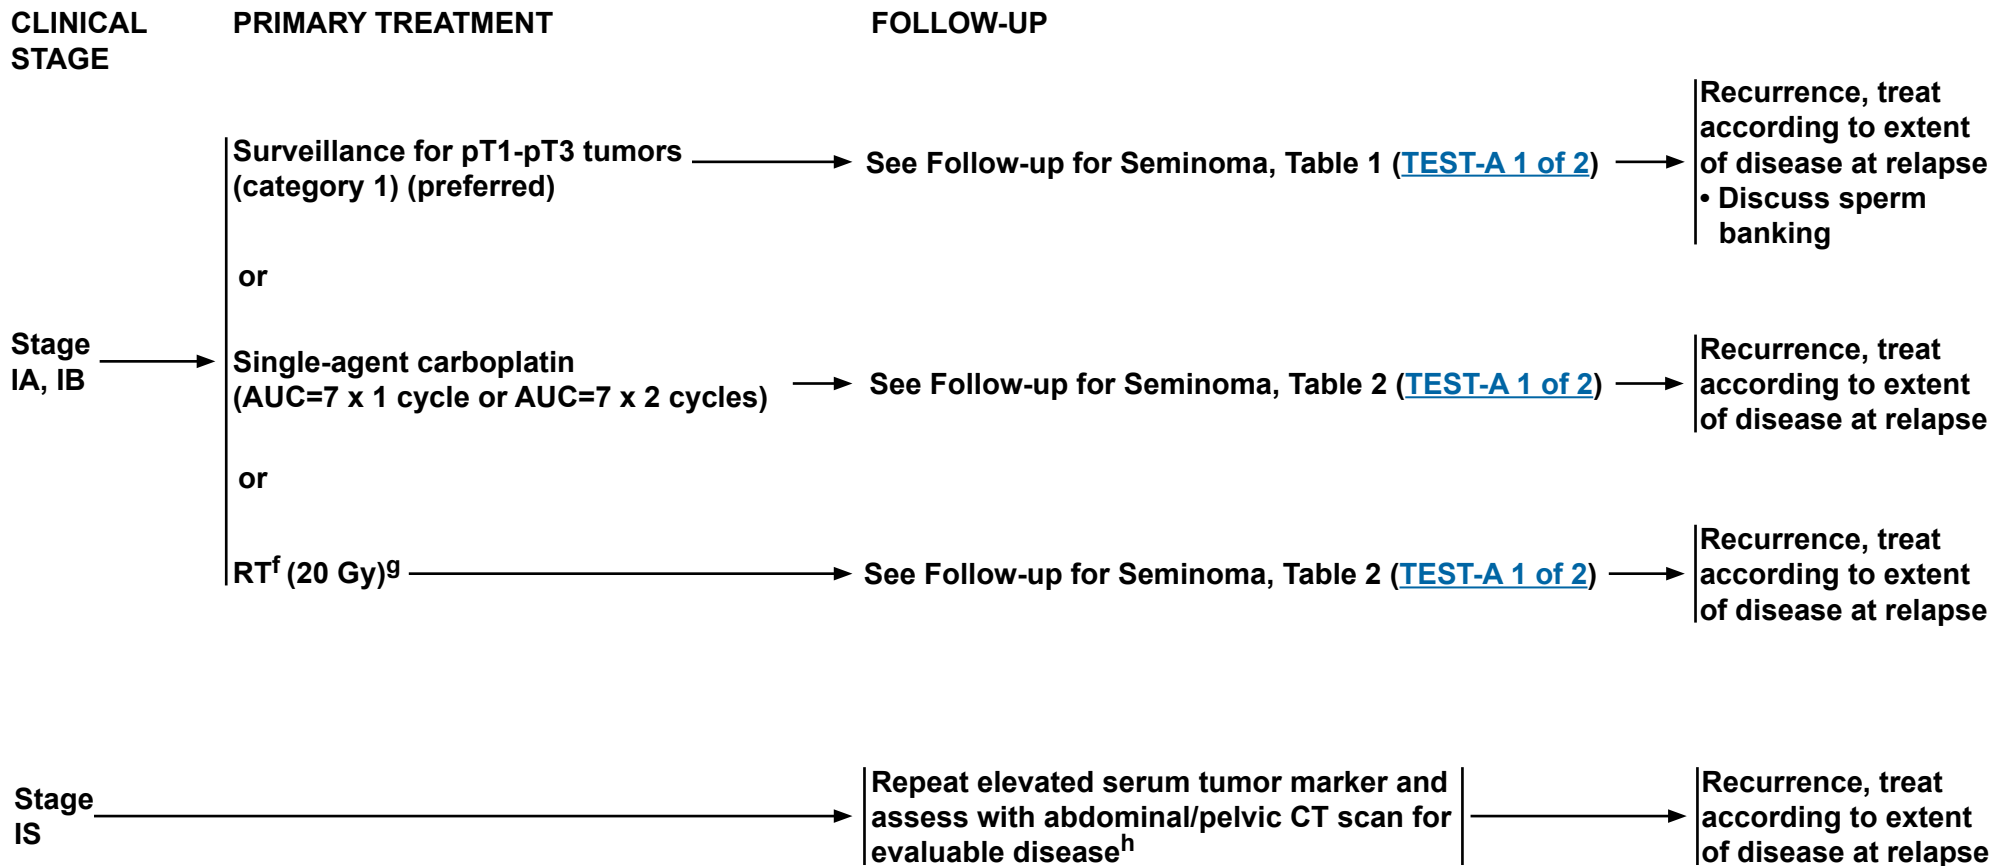 CLINICAL
STAGE
PRIMARY TREATMENT
FOLLOW-UP
Surveillance for pT1-pT3 tumors
(category 1) (preferred)
See Follow-up for Seminoma, Table 1 (TEST-A 1 of 2)
Recurrence, treat
according to extent
of disease at relapse
• Discuss sperm
banking
or
Stage
IA, IB
Single-agent carboplatin
(AUC=7 x 1 cycle or AUC=7 x 2 cycles)
See Follow-up for Seminoma, Table 2 (TEST-A 1 of 2)
Recurrence, treat
according to extent
of disease at relapse
or
RTf (20 Gy)g
See Follow-up for Seminoma, Table 2 (TEST-A 1 of 2)
Recurrence, treat
according to extent
of disease at relapse
Stage
IS
Repeat elevated serum tumor marker and
assess with abdominal/pelvic CT scan for
evaluable diseaseh
Recurrence, treat
according to extent
of disease at relapse